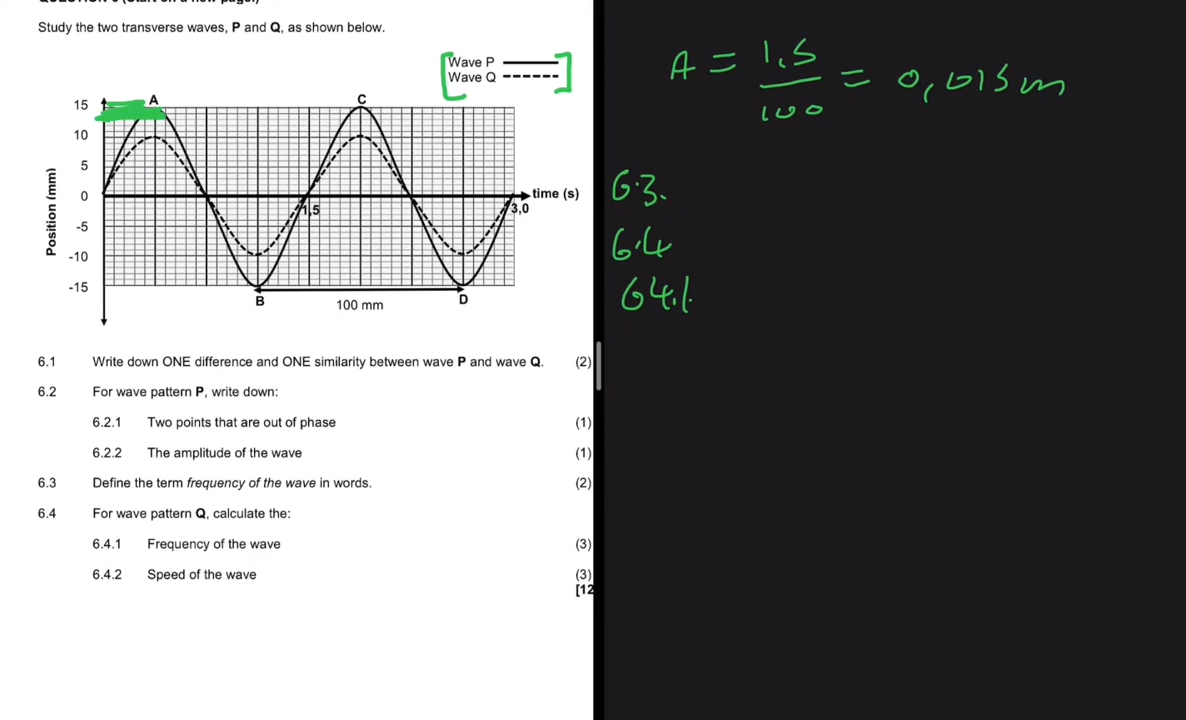 Study the two transverse waves, P and Q, as shown below.
Wave P
Wave Q
A
C
15
10
5
0
-5
-10
-15
Position (mm)
time (s)
1,5
3,0
B
D
100 mm
6.1 Write down ONE difference and ONE similarity between wave P and wave Q. (2)
6.2 For wave pattern P, write down:
6.2.1 Two points that are out of phase (1)
6.2.2 The amplitude of the wave (1)
6.3 Define the term frequency of the wave in words. (2)
6.4 For wave pattern Q, calculate the:
6.4.1 Frequency of the wave (3)
6.4.2 Speed of the wave (3)
[12
A = 1,5 / 100 = 0,015 m
6.3.
6.4
64.1.